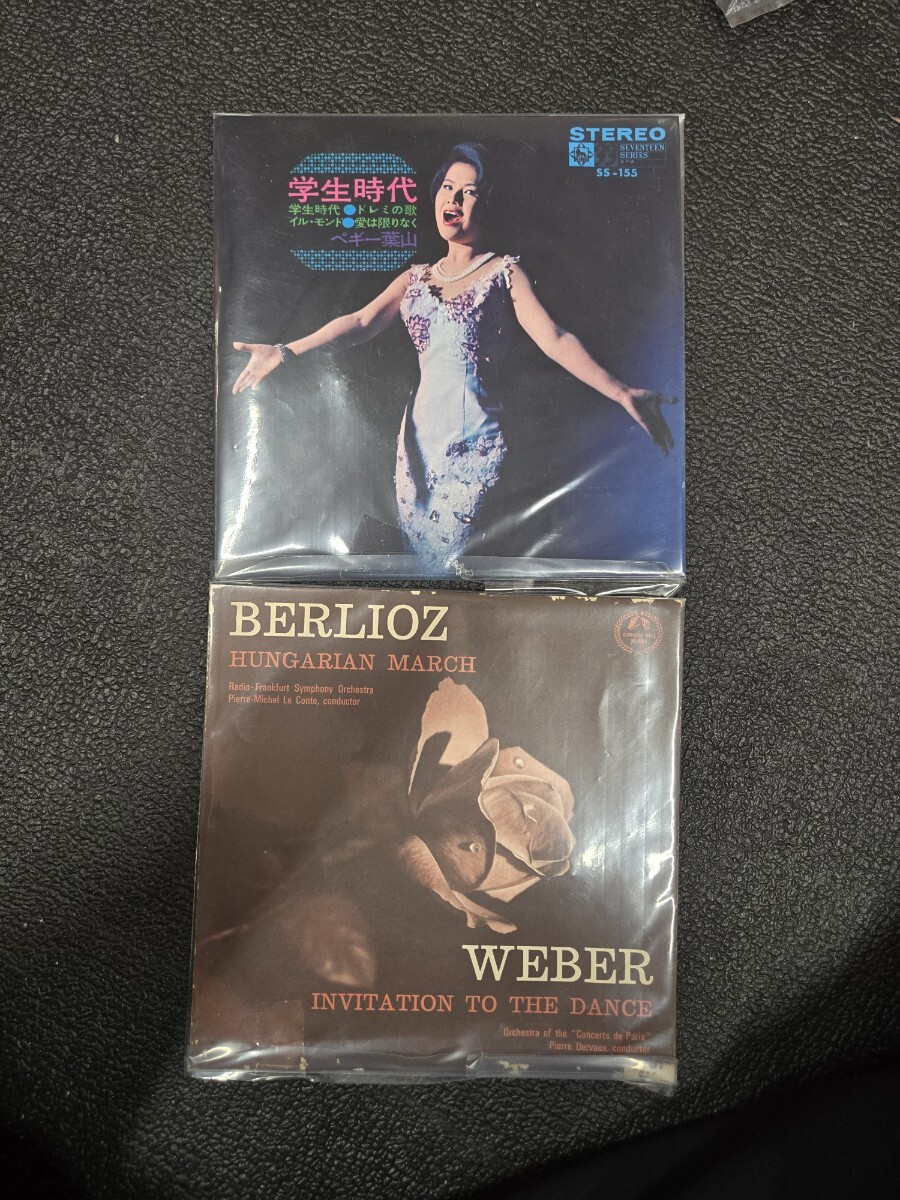 STEREO
SEVENTEEN
SERIES
SS-155
学生時代
学生時代●ドレミの歌
イル・モンド●愛は限りなく
ペギー葉山
BERLIOZ
HUNGARIAN MARCH
Radio-Frankfurt Symphony Orchestra
Pierre-Michel Le Conte, conductor
CONCERT HALL
WEBER
INVITATION TO THE DANCE
Orchestra of the "Concerts de Paris"
Pierre Dervaux, conductor